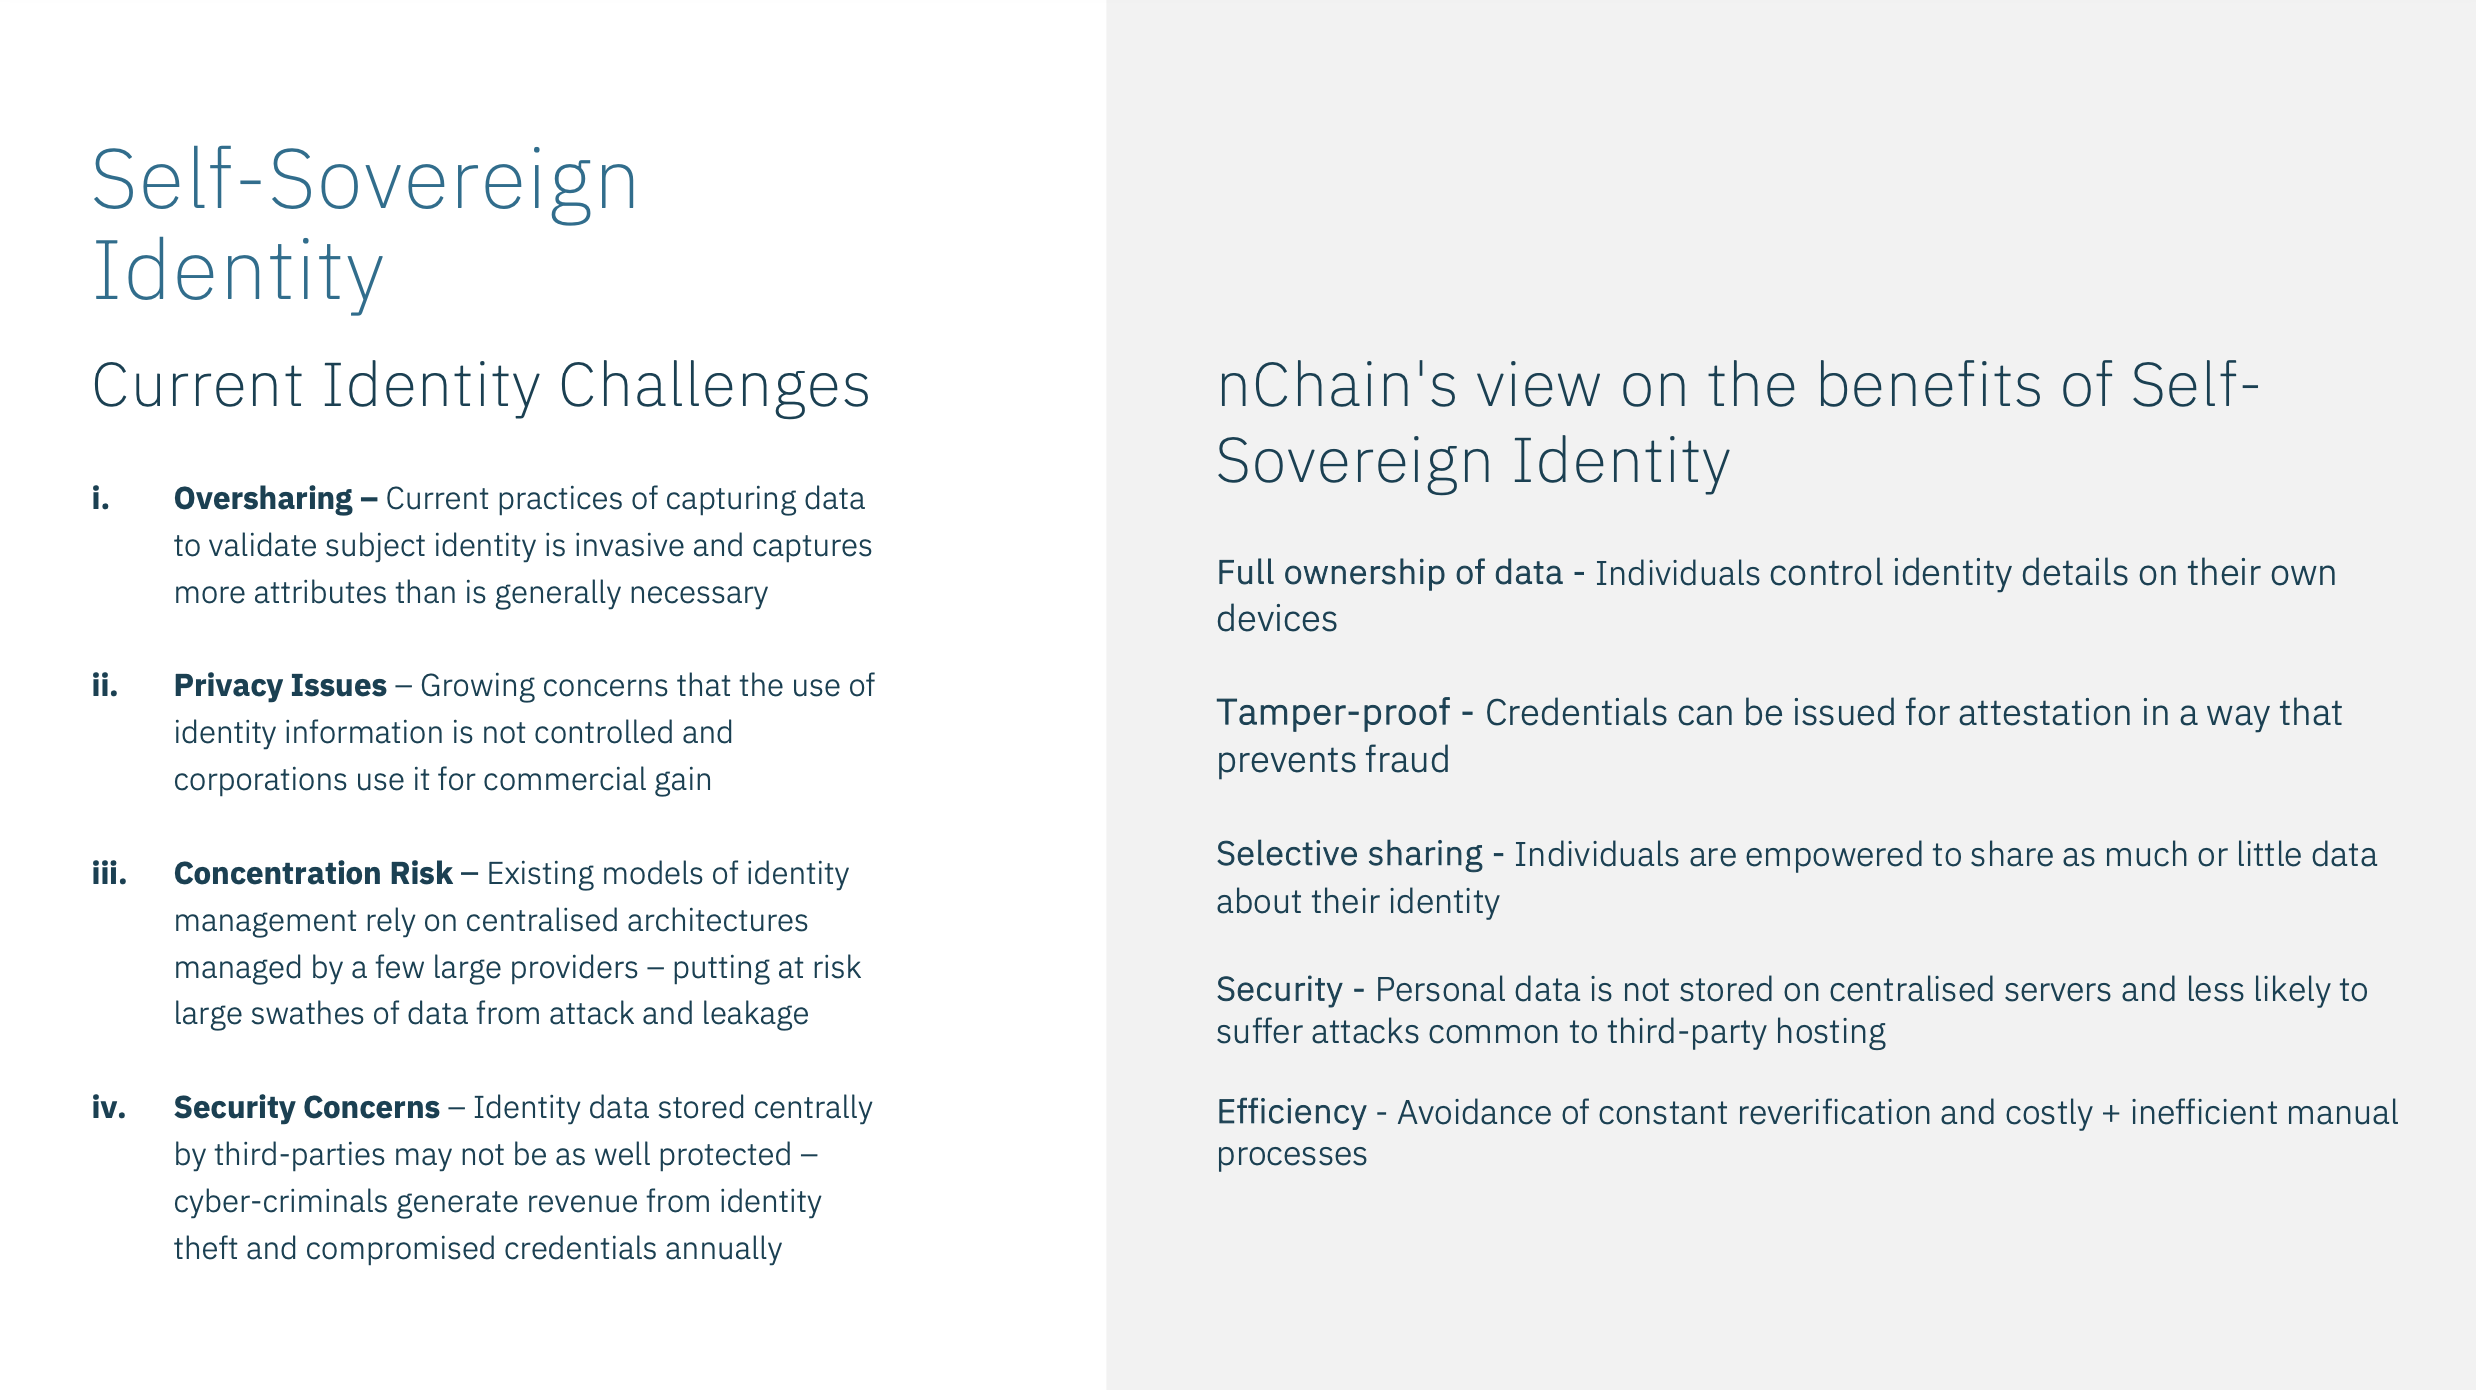 Self-Sovereign
Identity
Current Identity Challenges
i. Oversharing – Current practices of capturing data
to validate subject identity is invasive and captures
more attributes than is generally necessary
ii. Privacy Issues – Growing concerns that the use of
identity information is not controlled and
corporations use it for commercial gain
iii. Concentration Risk – Existing models of identity
management rely on centralised architectures
managed by a few large providers – putting at risk
large swathes of data from attack and leakage
iv. Security Concerns – Identity data stored centrally
by third-parties may not be as well protected –
cyber-criminals generate revenue from identity
theft and compromised credentials annually
nChain's view on the benefits of Self-
Sovereign Identity
Full ownership of data - Individuals control identity details on their own
devices
Tamper-proof - Credentials can be issued for attestation in a way that
prevents fraud
Selective sharing - Individuals are empowered to share as much or little data
about their identity
Security - Personal data is not stored on centralised servers and less likely to
suffer attacks common to third-party hosting
Efficiency - Avoidance of constant reverification and costly + inefficient manual
processes